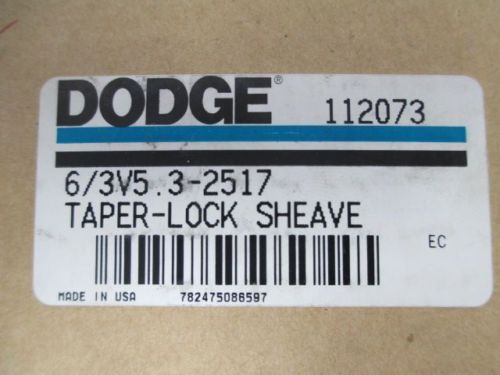 DODGE® 112073
6/3V5.3-2517
TAPER-LOCK SHEAVE
EC
MADE IN USA 782475086597